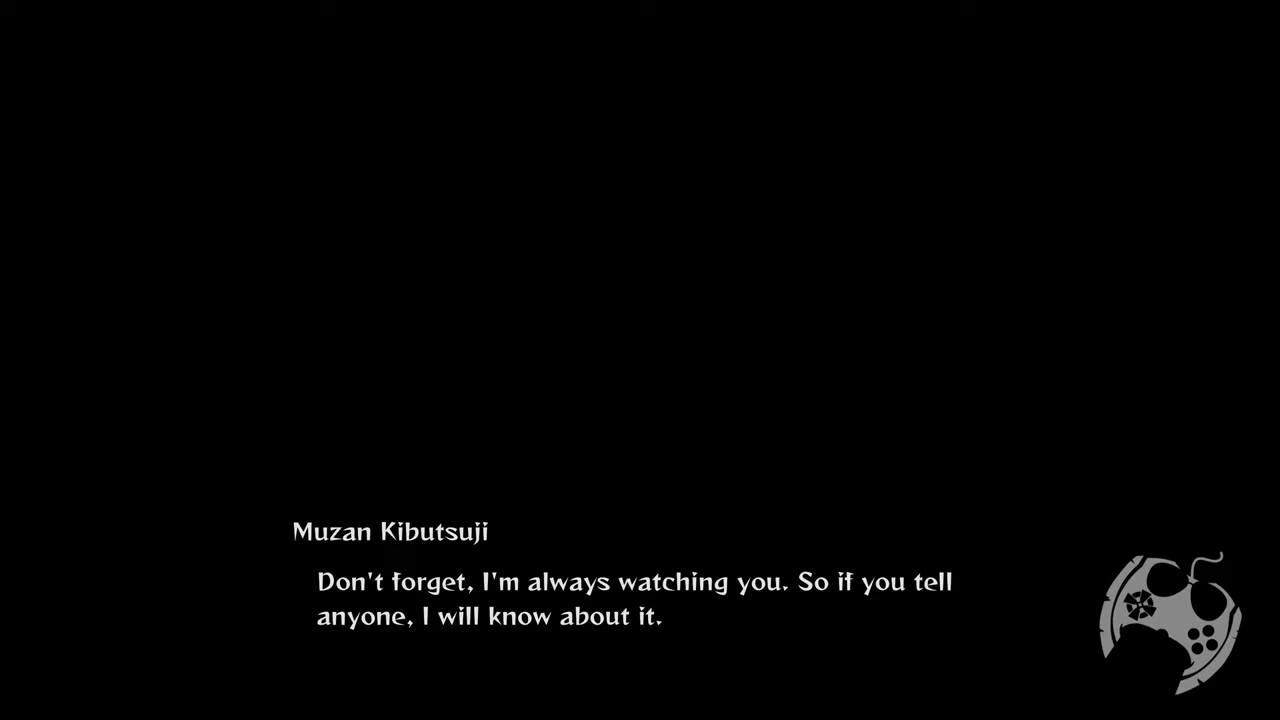 Muzan Kibutsuji
Don't forget, I'm always watching you. So if you tell
anyone, I will know about it.